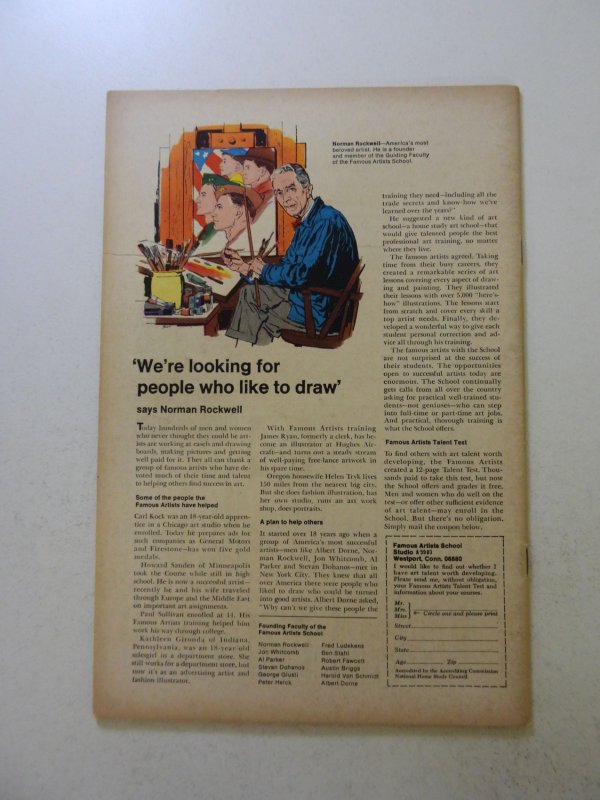 Norman Rockwell—America's most
beloved artist. He is a founder
and member of the Guiding Faculty
of the Famous Artists School.
'We're looking for
people who like to draw'
says Norman Rockwell
Today hundreds of men and women
who never thought they could be art-
ists are working at easels and drawing
boards, making pictures and getting
well paid for it. They all can thank a
group of famous artists who have de-
voted much of their time and talent
to helping others find success in art.
Some of the people the
Famous Artists have helped
Carl Kock was an 18-year-old appren-
tice in a Chicago art studio when he
enrolled. Today he prepares ads for
such companies as General Motors
and Firestone—has won five gold
medals.
Howard Sanden of Minneapolis
took the Course while still in high
school. He is now a successful artist—
recently he and his wife traveled
through Europe and the Middle East
on important art assignments.
Paul Sullivan enrolled at 14. His
Famous Artists training helped him
work his way through college.
Kathleen Gironda of Indiana,
Pennsylvania, was an 18-year-old
salesgirl in a department store. She
still works for a department store, but
now it's as an advertising artist and
fashion illustrator.
With Famous Artists training
James Ryan, formerly a clerk, has be-
come an illustrator at Hughes Air-
craft—and turns out a steady stream
of well-paying free-lance artwork in
his spare time.
Oregon housewife Helen Tryk lives
150 miles from the nearest big city.
But she does fashion illustration, has
her own studio, runs an art work
shop, does portraits.
A plan to help others
It started over 18 years ago when a
group of America's most successful
artists—men like Albert Dorne, Nor-
man Rockwell, Jon Whitcomb, Al
Parker and Stevan Dohanos—met in
New York City. They knew that all
over America there were people who
liked to draw who could be turned
into good artists. Albert Dorne asked,
"Why can't we give these people the
Founding Faculty of the
Famous Artists School
Norman Rockwell
Jon Whitcomb
Al Parker
Stevan Dohanos
George Giusti
Peter Helck
Fred Ludekens
Ben Stahl
Robert Fawcett
Austin Briggs
Harold Von Schmidt
Albert Dorne
training they need—including all the
trade secrets and know-how we've
learned over the years?"
He suggested a new kind of art
school—a home study art school—that
would give talented people the best
professional art training, no matter
where they live.
The famous artists agreed. Taking
time from their busy careers, they
created a remarkable series of art
lessons covering every aspect of draw-
ing and painting. They illustrated
their lessons with over 5,000 "here's-
how" illustrations. The lessons start
from scratch and cover every skill a
top artist needs. Finally, they de-
veloped a wonderful way to give each
student personal correction and ad-
vice all through his training.
The famous artists with the School
are not surprised at the success of
their students. The opportunities
open to successful artists today are
enormous. The School continually
gets calls from all over the country
asking for practical well-trained stu-
dents—not geniuses—who can step
into full-time or part-time art jobs.
And practical, thorough training is
what the School offers.
Famous Artists Talent Test
To find others with art talent worth
developing, the Famous Artists
created a 12-page Talent Test. Thou-
sands paid to take this test, but now
the School offers and grades it free.
Men and women who do well on the
test—or offer other sufficient evidence
of art talent—may enroll in the
School. But there's no obligation.
Simply mail the coupon below.
Famous Artists School
Studio
Westport, Conn. 06880
I would like to find out whether I
have art talent worth developing.
Please send me, without obligation,
your Famous Artists Talent Test and
information about your courses.
Mr.
Mrs.
Miss
← Circle one and please print
Street
City
State
Age Zip
Accredited by the Accrediting Commission
National Home Study Council